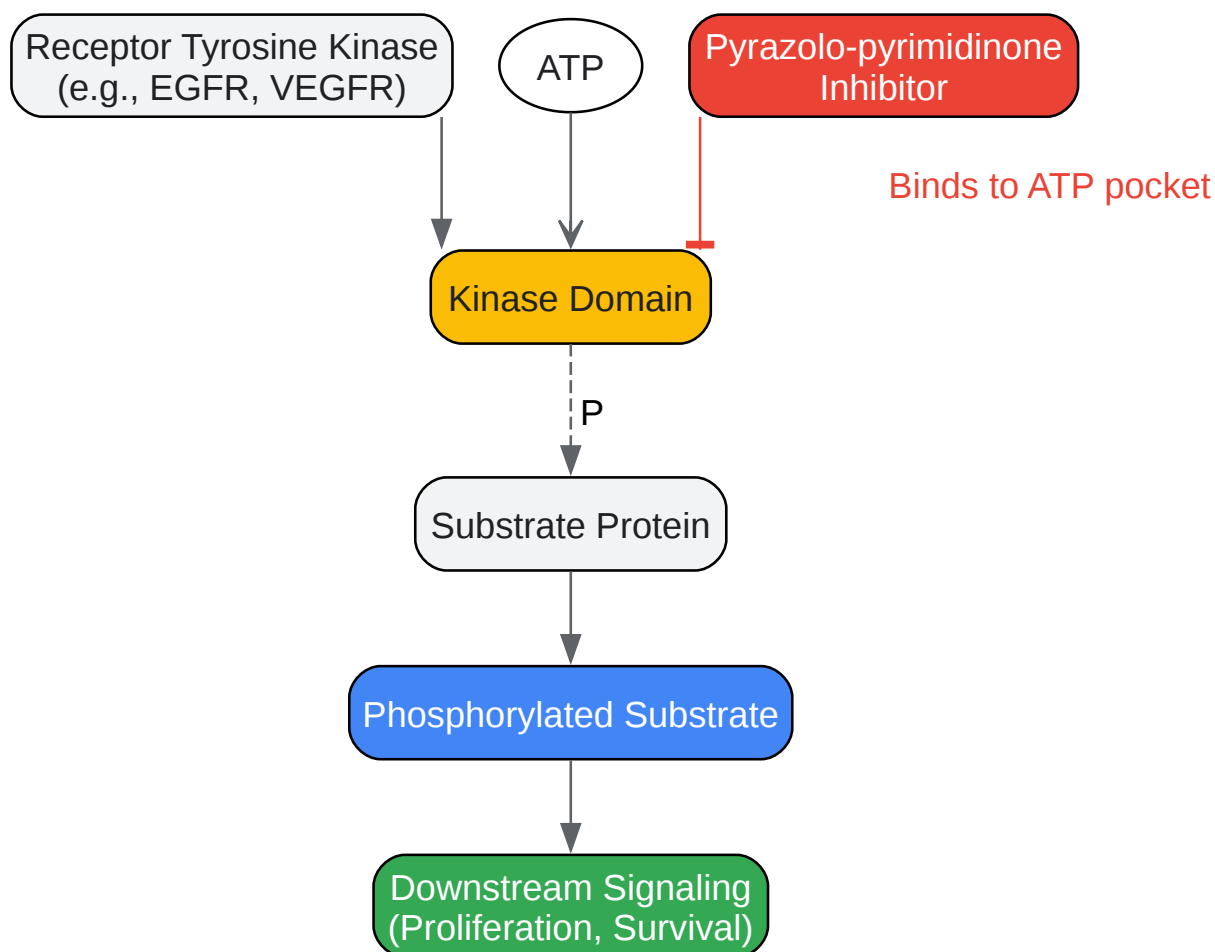 Receptor Tyrosine Kinase
(e.g., EGFR, VEGFR)
ATP
Pyrazolo-pyrimidinone
Inhibitor
Binds to ATP pocket
Kinase Domain
P
Substrate Protein
Phosphorylated Substrate
Downstream Signaling
(Proliferation, Survival)